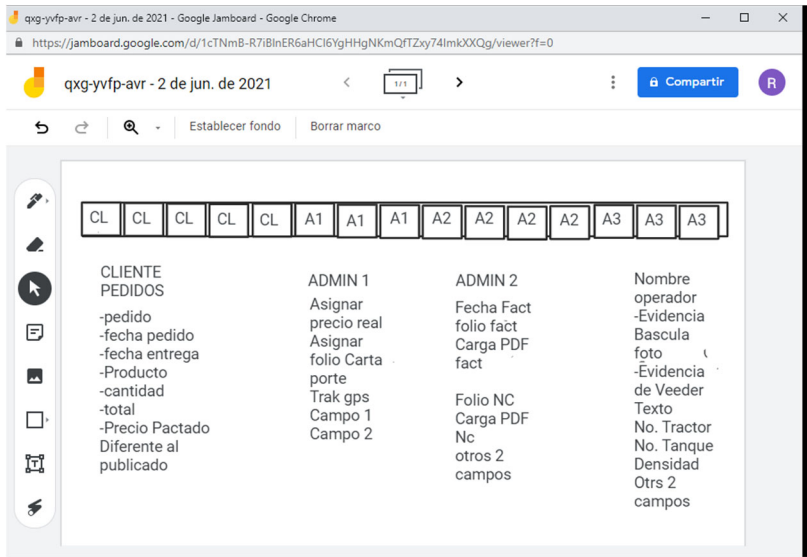 qxg-yvfp-avr - 2 de jun. de 2021 - Google Jamboard - Google Chrome
https://jamboard.google.com/d/1cTNmB-R7iBlnER6aHCl6YgHHgNKmQfTZxy74ImkXXQg/viewer?f=0
qxg-yvfp-avr - 2 de jun. de 2021
1/1
Compartir
R
Establecer fondo
Borrar marco
CL CL CL CL CL A1 A1 A1 A2 A2 A2 A2 A3 A3 A3
CLIENTE
PEDIDOS
-pedido
-fecha pedido
-fecha entrega
-Producto
-cantidad
-total
-Precio Pactado
Diferente al
publicado
ADMIN 1
Asignar
precio real
Asignar
folio Carta
porte
Trak gps
Campo 1
Campo 2
ADMIN 2
Fecha Fact
folio fact
Carga PDF
fact
Folio NC
Carga PDF
Nc
otros 2
campos
Nombre
operador
-Evidencia
Bascula
foto
-Evidencia
de Veeder
Texto
No. Tractor
No. Tanque
Densidad
Otrs 2
campos